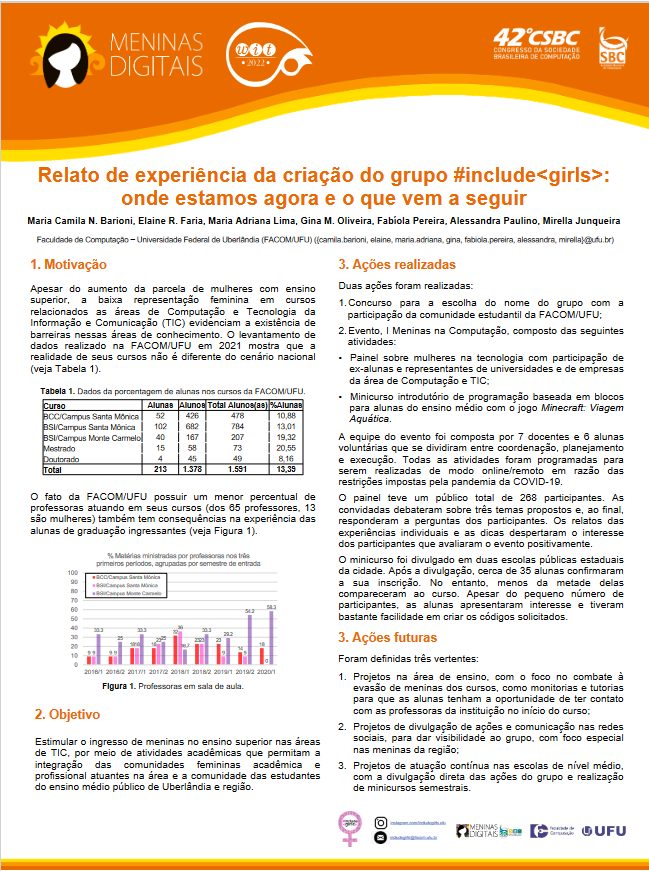 MENINAS
DIGITAIS
wit
2022
42°CSBC
CONGRESSO DA SOCIEDADE
BRASILEIRA DE COMPUTAÇÃO
SBC
Relato de experiência da criação do grupo #include<girls>:
onde estamos agora e o que vem a seguir
Maria Camila N. Barioni, Elaine R. Faria, Maria Adriana Lima, Gina M. Oliveira, Fabíola Pereira, Alessandra Paulino, Mirella Junqueira
Faculdade de Computação – Universidade Federal de Uberlândia (FACOM/UFU) ({camila.barioni, elaine, maria.adriana, gina, fabiola.pereira, alessandra, mirella}@ufu.br)
1. Motivação
Apesar do aumento da parcela de mulheres com ensino
superior, a baixa representação feminina em cursos
relacionados as áreas de Computação e Tecnologia da
Informação e Comunicação (TIC) evidenciam a existência de
barreiras nessas áreas de conhecimento. O levantamento de
dados realizado na FACOM/UFU em 2021 mostra que a
realidade de seus cursos não é diferente do cenário nacional
(veja Tabela 1).
Tabela 1. Dados da porcentagem de alunas nos cursos da FACOM/UFU.
Curso Alunas Alunos Total Alunos(as) %Alunas
BCC/Campus Santa Mônica 52 426 478 10,88
BSI/Campus Santa Mônica 102 682 784 13,01
BSI/Campus Monte Carmelo 40 167 207 19,32
Mestrado 15 58 73 20,55
Doutorado 4 45 49 8,16
Total 213 1.378 1.591 13,39
O fato da FACOM/UFU possuir um menor percentual de
professoras atuando em seus cursos (dos 65 professores, 13
são mulheres) também tem consequências na experiência das
alunas de graduação ingressantes (veja Figura 1).
% Matérias ministradas por professoras nos três
primeiros períodos, agrupadas por semestre de entrada
100
90
80
70
60
50
40
30
20
10
0
BCC/Campus Santa Mônica
BSI/Campus Santa Mônica
BSI/Campus Monte Carmelo
9 9 33.3
9 9 25
18 18 33.3
18 23 25
32 36 16.7
23 23 33.3
23 9 29.2
14 9 54.2
18 0 58.3
2016/1 2016/2 2017/1 2017/2 2018/1 2018/2 2019/1 2019/2 2020/1
Figura 1. Professoras em sala de aula.
2. Objetivo
Estimular o ingresso de meninas no ensino superior nas áreas
de TIC, por meio de atividades acadêmicas que permitam a
integração das comunidades femininas acadêmica e
profissional atuantes na área e a comunidade das estudantes
do ensino médio público de Uberlândia e região.
3. Ações realizadas
Duas ações foram realizadas:
1. Concurso para a escolha do nome do grupo com a
participação da comunidade estudantil da FACOM/UFU;
2. Evento, I Meninas na Computação, composto das seguintes
atividades:
• Painel sobre mulheres na tecnologia com participação de
ex-alunas e representantes de universidades e de empresas
da área de Computação e TIC;
• Minicurso introdutório de programação baseada em blocos
para alunas do ensino médio com o jogo Minecraft: Viagem
Aquática.
A equipe do evento foi composta por 7 docentes e 6 alunas
voluntárias que se dividiram entre coordenação, planejamento
e execução. Todas as atividades foram programadas para
serem realizadas de modo online/remoto em razão das
restrições impostas pela pandemia da COVID-19.
O painel teve um público total de 268 participantes. As
convidadas debateram sobre três temas propostos e, ao final,
responderam a perguntas dos participantes. Os relatos das
experiências individuais e as dicas despertaram o interesse
dos participantes que avaliaram o evento positivamente.
O minicurso foi divulgado em duas escolas públicas estaduais
da cidade. Após a divulgação, cerca de 35 alunas confirmaram
a sua inscrição. No entanto, menos da metade delas
compareceram ao curso. Apesar do pequeno número de
participantes, as alunas apresentaram interesse e tiveram
bastante facilidade em criar os códigos solicitados.
3. Ações futuras
Foram definidas três vertentes:
1. Projetos na área de ensino, com o foco no combate à
evasão de meninas dos cursos, como monitorias e tutorias
para que as alunas tenham a oportunidade de ter contato
com as professoras da instituição no início do curso;
2. Projetos de divulgação de ações e comunicação nas redes
sociais, para dar visibilidade ao grupo, com foco especial
nas meninas da região;
3. Projetos de atuação contínua nas escolas de nível médio,
com a divulgação direta das ações do grupo e realização
de minicursos semestrais.
MENINAS
DIGITAIS
Faculdade de
Computação
UFU